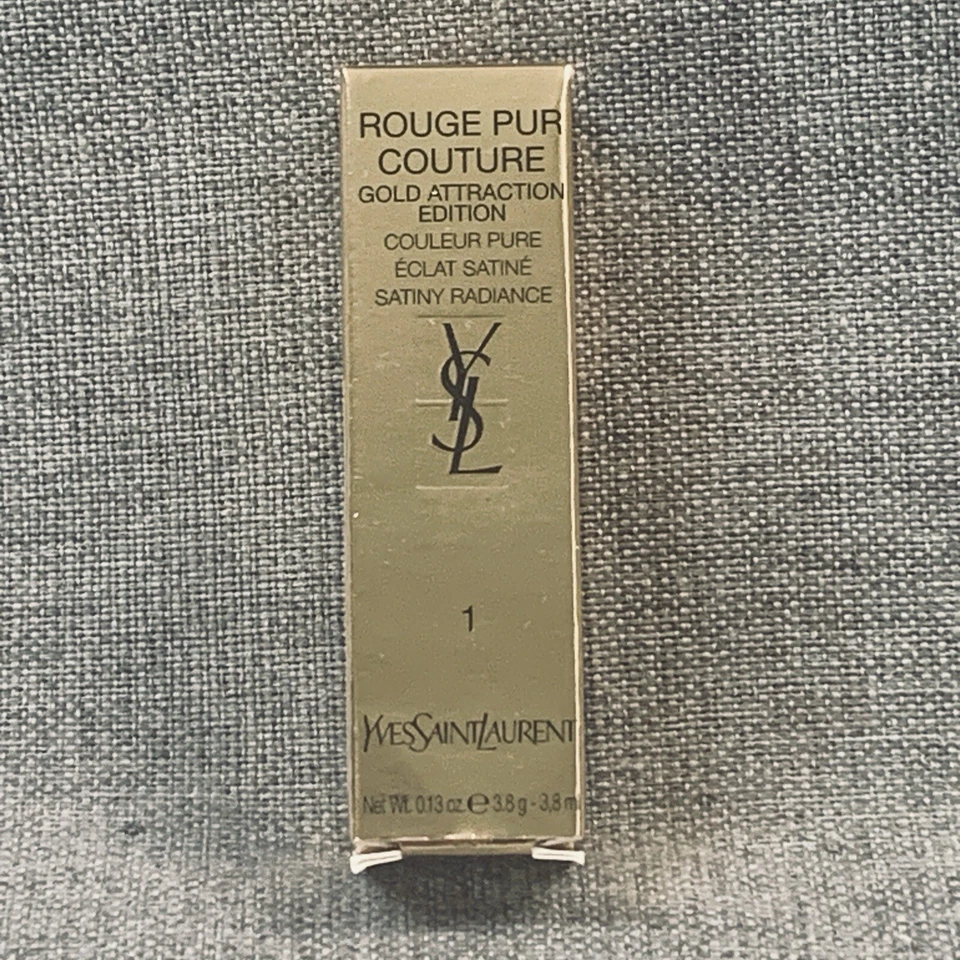 ROUGE PUR
COUTURE
GOLD ATTRACTION
EDITION
COULEUR PURE
ÉCLAT SATINÉ
SATINY RADIANCE
YSL
1
YVESSAINTLAURENT
Net Wt. 0.13 oz. ℮ 3.8 g - 3,8 m